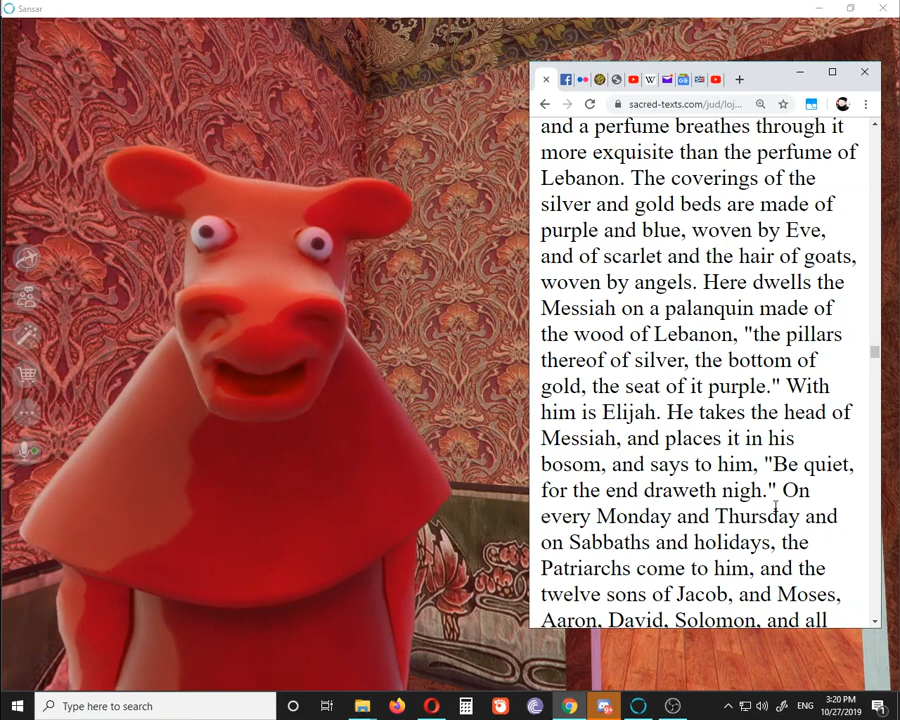 Sansar
sacred-texts.com/jud/loj...
and a perfume breathes through it
more exquisite than the perfume of
Lebanon. The coverings of the
silver and gold beds are made of
purple and blue, woven by Eve,
and of scarlet and the hair of goats,
woven by angels. Here dwells the
Messiah on a palanquin made of
the wood of Lebanon, "the pillars
thereof of silver, the bottom of
gold, the seat of it purple." With
him is Elijah. He takes the head of
Messiah, and places it in his
bosom, and says to him, "Be quiet,
for the end draweth nigh." On
every Monday and Thursday and
on Sabbaths and holidays, the
Patriarchs come to him, and the
twelve sons of Jacob, and Moses,
Aaron, David, Solomon, and all
Type here to search
ENG
3:20 PM
10/27/2019